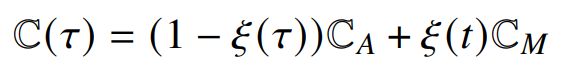 ℂ(τ) = (1 − ξ(τ))ℂ_A + ξ(t)ℂ_M